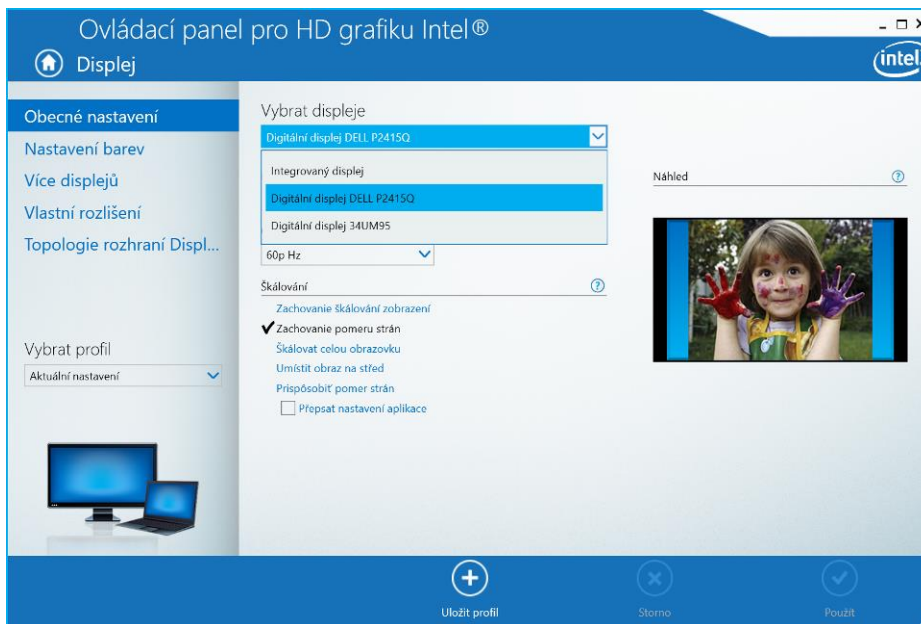 Ovládací panel pro HD grafiku Intel®
Displej
intel
Obecné nastavení
Nastavení barev
Více displejů
Vlastní rozlišení
Topologie rozhraní Displ...
Vybrat profil
Aktuální nastavení
Vybrat displeje
Digitální displej DELL P2415Q
Integrovaný displej
Digitální displej DELL P2415Q
Digitální displej 34UM95
60p Hz
Škálování
Zachovanie škálování zobrazení
Zachovanie pomeru strán
Škálovat celou obrazovku
Umístit obraz na střed
Prispôsobiť pomer strán
Přepsat nastavení aplikace
Náhled
Uložit profil
Storno
Použít